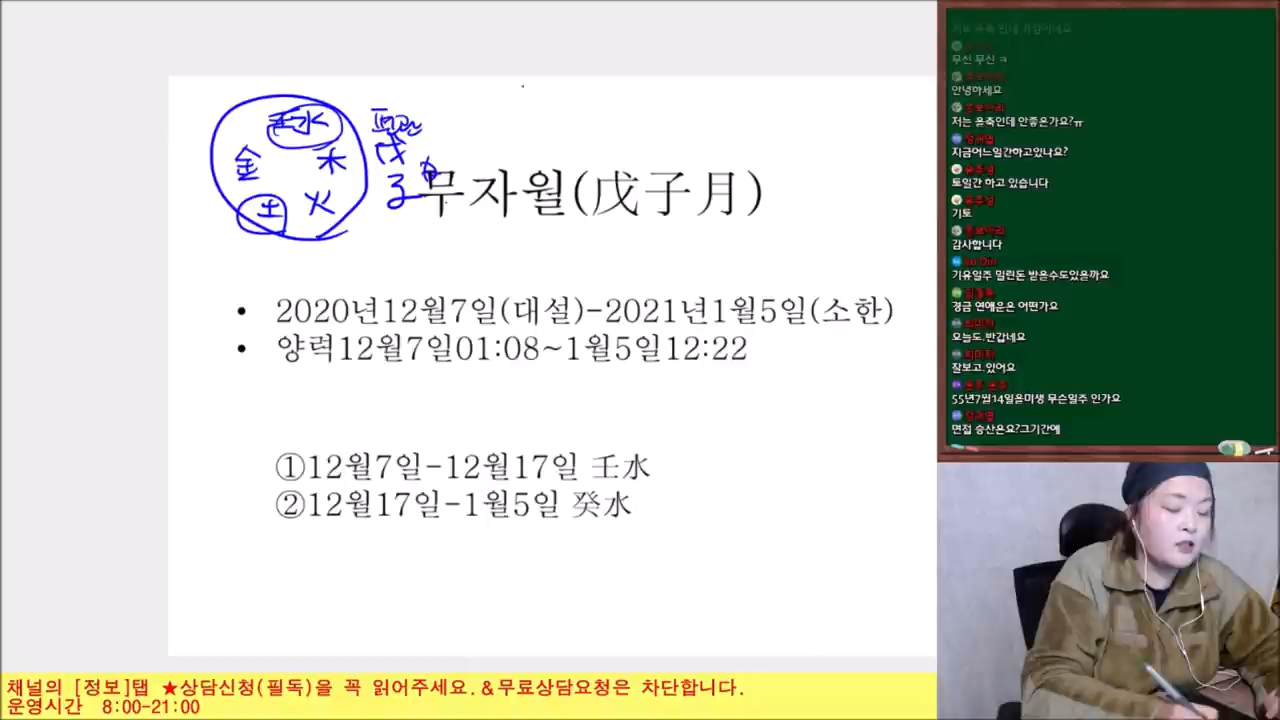 水
金
木
土
火
戊
子
무자월(戊子月)
• 2020년12월7일(대설)-2021년1월5일(소한)
• 양력12월7일01:08~1월5일12:22
①12월7일-12월17일 壬水
②12월17일-1월5일 癸水
무신 무신 ㅋ
안녕하세요
저는 을축인데 안좋은가요?ㅠ
지금어느일간하고있나요?
토일간 하고 있습니다
기토
감사합니다
Lu Din
기유일주 밀린돈 받을수도있을까요
경금 연애운은 어떤가요
오늘도.반갑네요
잘보고.있어요
55년7월14일을미생 무슨일주 인가요
면접 승산은요?그기간에
채널의 [정보]탭 ★상담신청(필독)을 꼭 읽어주세요.&무료상담요청은 차단합니다.
운영시간 8:00-21:00